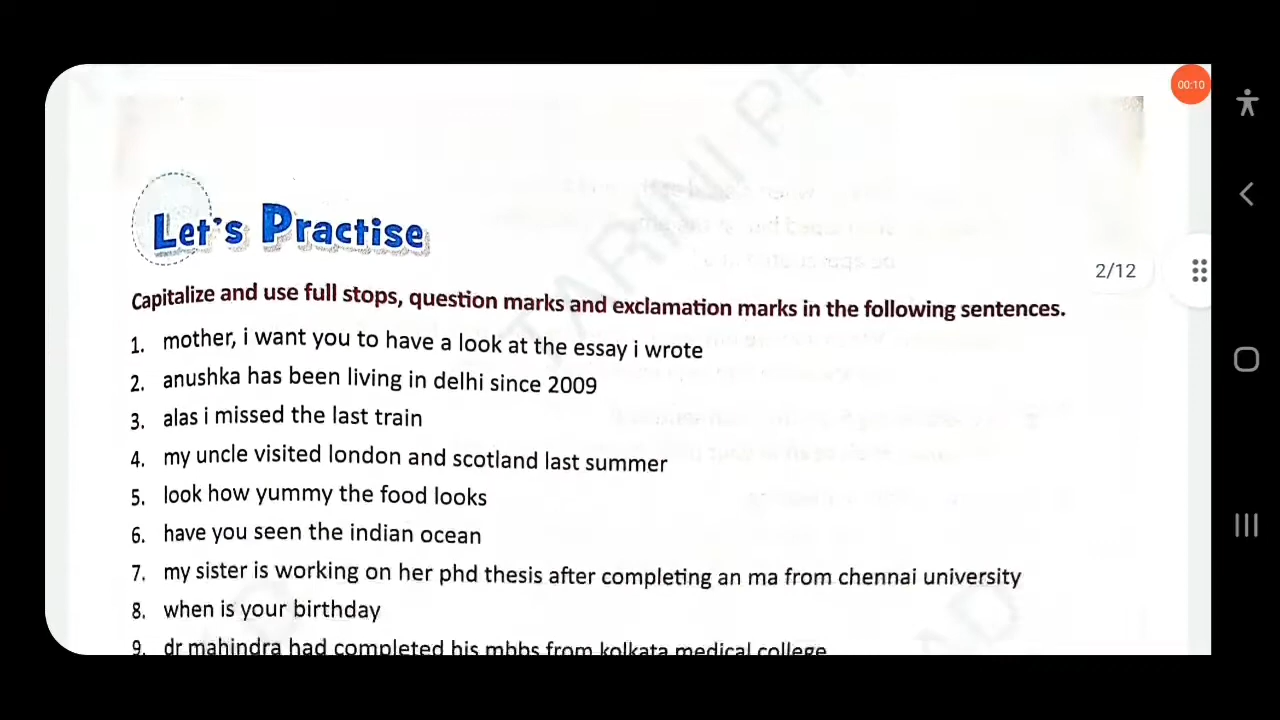 00:10
TARINI PR
2/12
Let's Practise
Capitalize and use full stops, question marks and exclamation marks in the following sentences.
1. mother, i want you to have a look at the essay i wrote
2. anushka has been living in delhi since 2009
3. alas i missed the last train
4. my uncle visited london and scotland last summer
5. look how yummy the food looks
6. have you seen the indian ocean
7. my sister is working on her phd thesis after completing an ma from chennai university
8. when is your birthday
9. dr mahindra had completed his mbbs from kolkata medical college